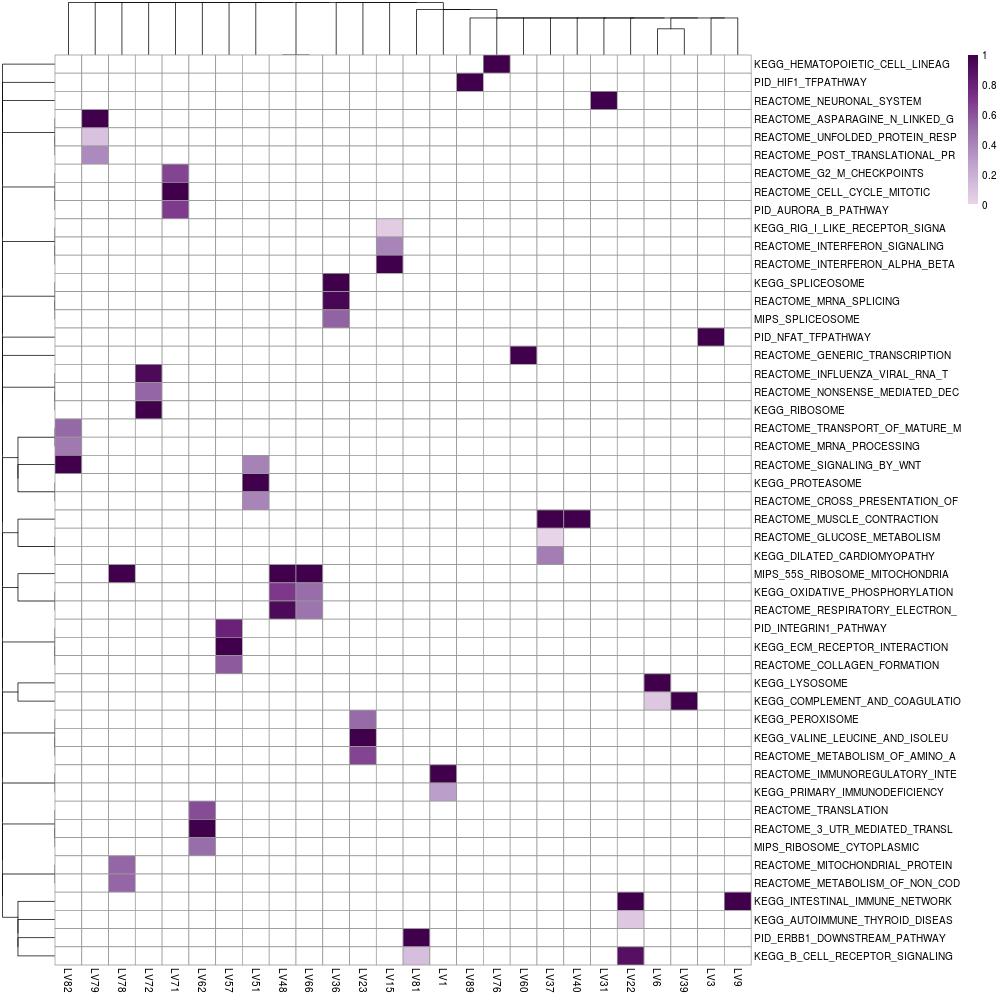 KEGG_HEMATOPOIETIC_CELL_LINEAG
PID_HIF1_TFPATHWAY
REACTOME_NEURONAL_SYSTEM
REACTOME_ASPARAGINE_N_LINKED_G
REACTOME_UNFOLDED_PROTEIN_RESP
REACTOME_POST_TRANSLATIONAL_PR
REACTOME_G2_M_CHECKPOINTS
REACTOME_CELL_CYCLE_MITOTIC
PID_AURORA_B_PATHWAY
KEGG_RIG_I_LIKE_RECEPTOR_SIGNA
REACTOME_INTERFERON_SIGNALING
REACTOME_INTERFERON_ALPHA_BETA
KEGG_SPLICEOSOME
REACTOME_MRNA_SPLICING
MIPS_SPLICEOSOME
PID_NFAT_TFPATHWAY
REACTOME_GENERIC_TRANSCRIPTION
REACTOME_INFLUENZA_VIRAL_RNA_T
REACTOME_NONSENSE_MEDIATED_DEC
KEGG_RIBOSOME
REACTOME_TRANSPORT_OF_MATURE_M
REACTOME_MRNA_PROCESSING
REACTOME_SIGNALING_BY_WNT
KEGG_PROTEASOME
REACTOME_CROSS_PRESENTATION_OF
REACTOME_MUSCLE_CONTRACTION
REACTOME_GLUCOSE_METABOLISM
KEGG_DILATED_CARDIOMYOPATHY
MIPS_55S_RIBOSOME_MITOCHONDRIA
KEGG_OXIDATIVE_PHOSPHORYLATION
REACTOME_RESPIRATORY_ELECTRON_
PID_INTEGRIN1_PATHWAY
KEGG_ECM_RECEPTOR_INTERACTION
REACTOME_COLLAGEN_FORMATION
KEGG_LYSOSOME
KEGG_COMPLEMENT_AND_COAGULATIO
KEGG_PEROXISOME
KEGG_VALINE_LEUCINE_AND_ISOLEU
REACTOME_METABOLISM_OF_AMINO_A
REACTOME_IMMUNOREGULATORY_INTE
KEGG_PRIMARY_IMMUNODEFICIENCY
REACTOME_TRANSLATION
REACTOME_3_UTR_MEDIATED_TRANSL
MIPS_RIBOSOME_CYTOPLASMIC
REACTOME_MITOCHONDRIAL_PROTEIN
REACTOME_METABOLISM_OF_NON_COD
KEGG_INTESTINAL_IMMUNE_NETWORK
KEGG_AUTOIMMUNE_THYROID_DISEAS
PID_ERBB1_DOWNSTREAM_PATHWAY
KEGG_B_CELL_RECEPTOR_SIGNALING
1
0.8
0.6
0.4
0.2
0
LV82
LV79
LV78
LV72
LV71
LV62
LV57
LV51
LV48
LV66
LV36
LV23
LV15
LV81
LV1
LV89
LV76
LV60
LV37
LV40
LV31
LV22
LV6
LV39
LV3
LV9